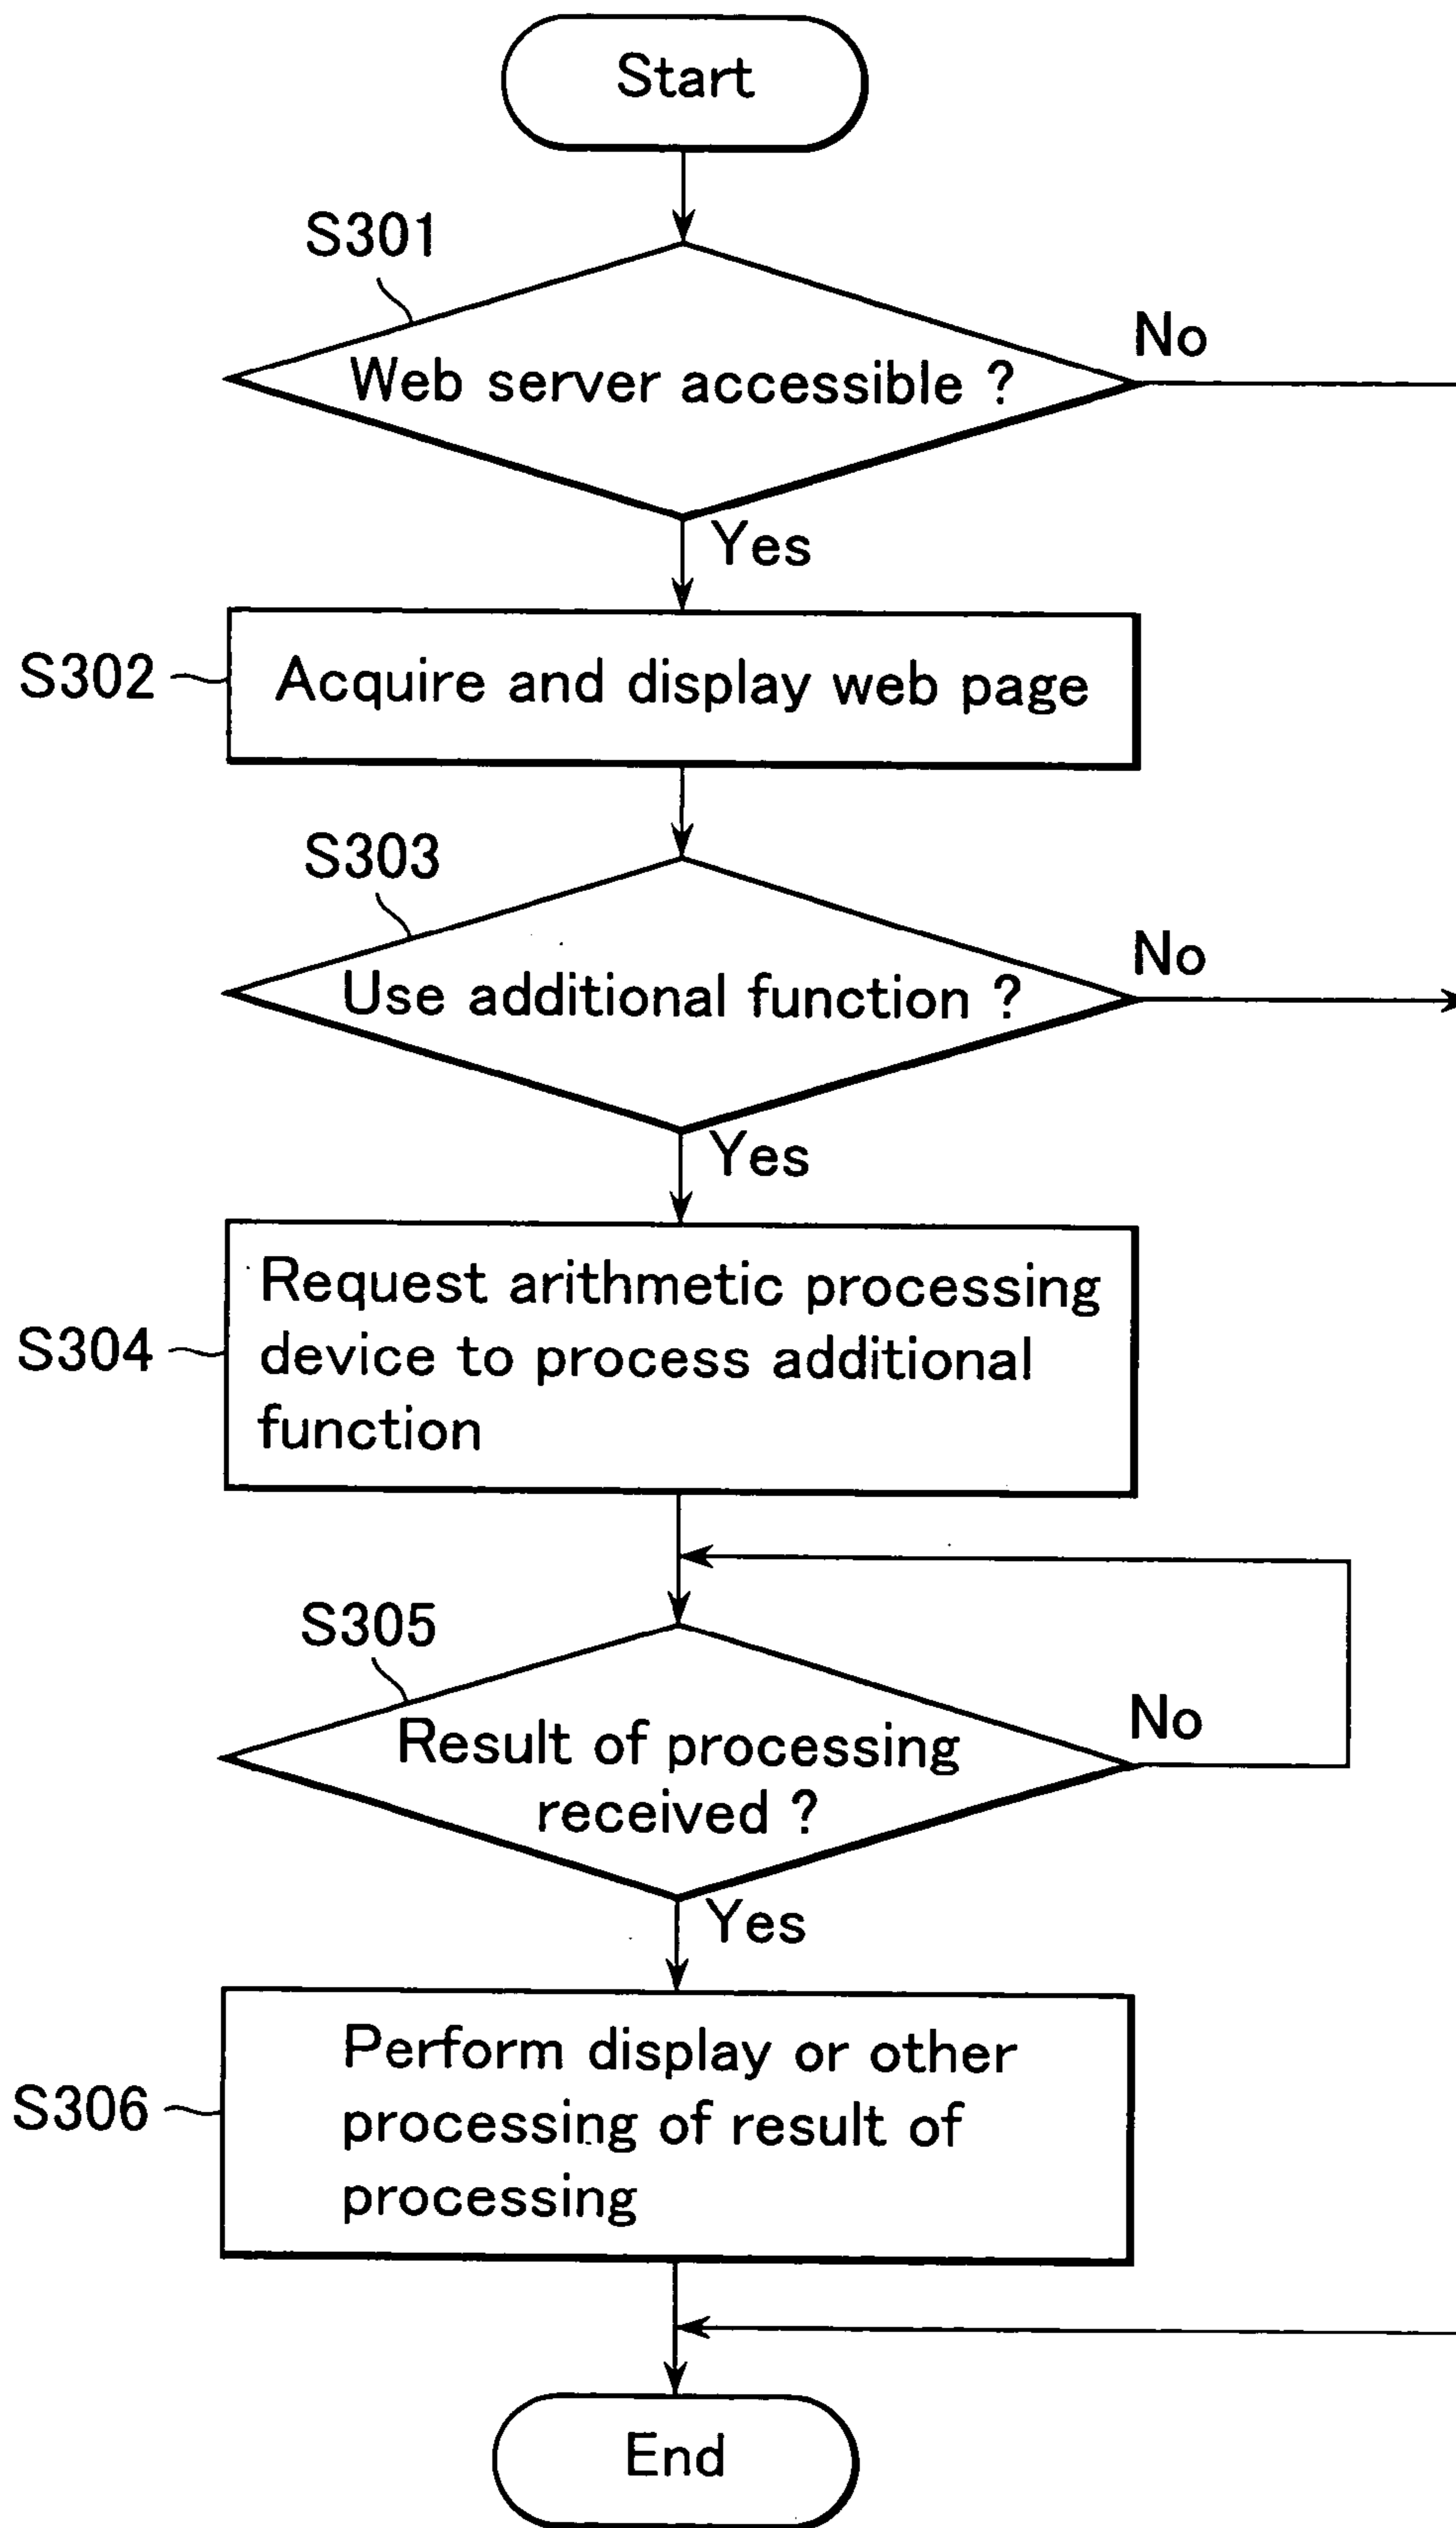 Start
S301
Web server accessible ?
No
Yes
S302
Acquire and display web page
S303
Use additional function ?
No
Yes
S304
Request arithmetic processing
device to process additional
function
S305
Result of processing
received ?
No
Yes
S306
Perform display or other
processing of result of
processing
End